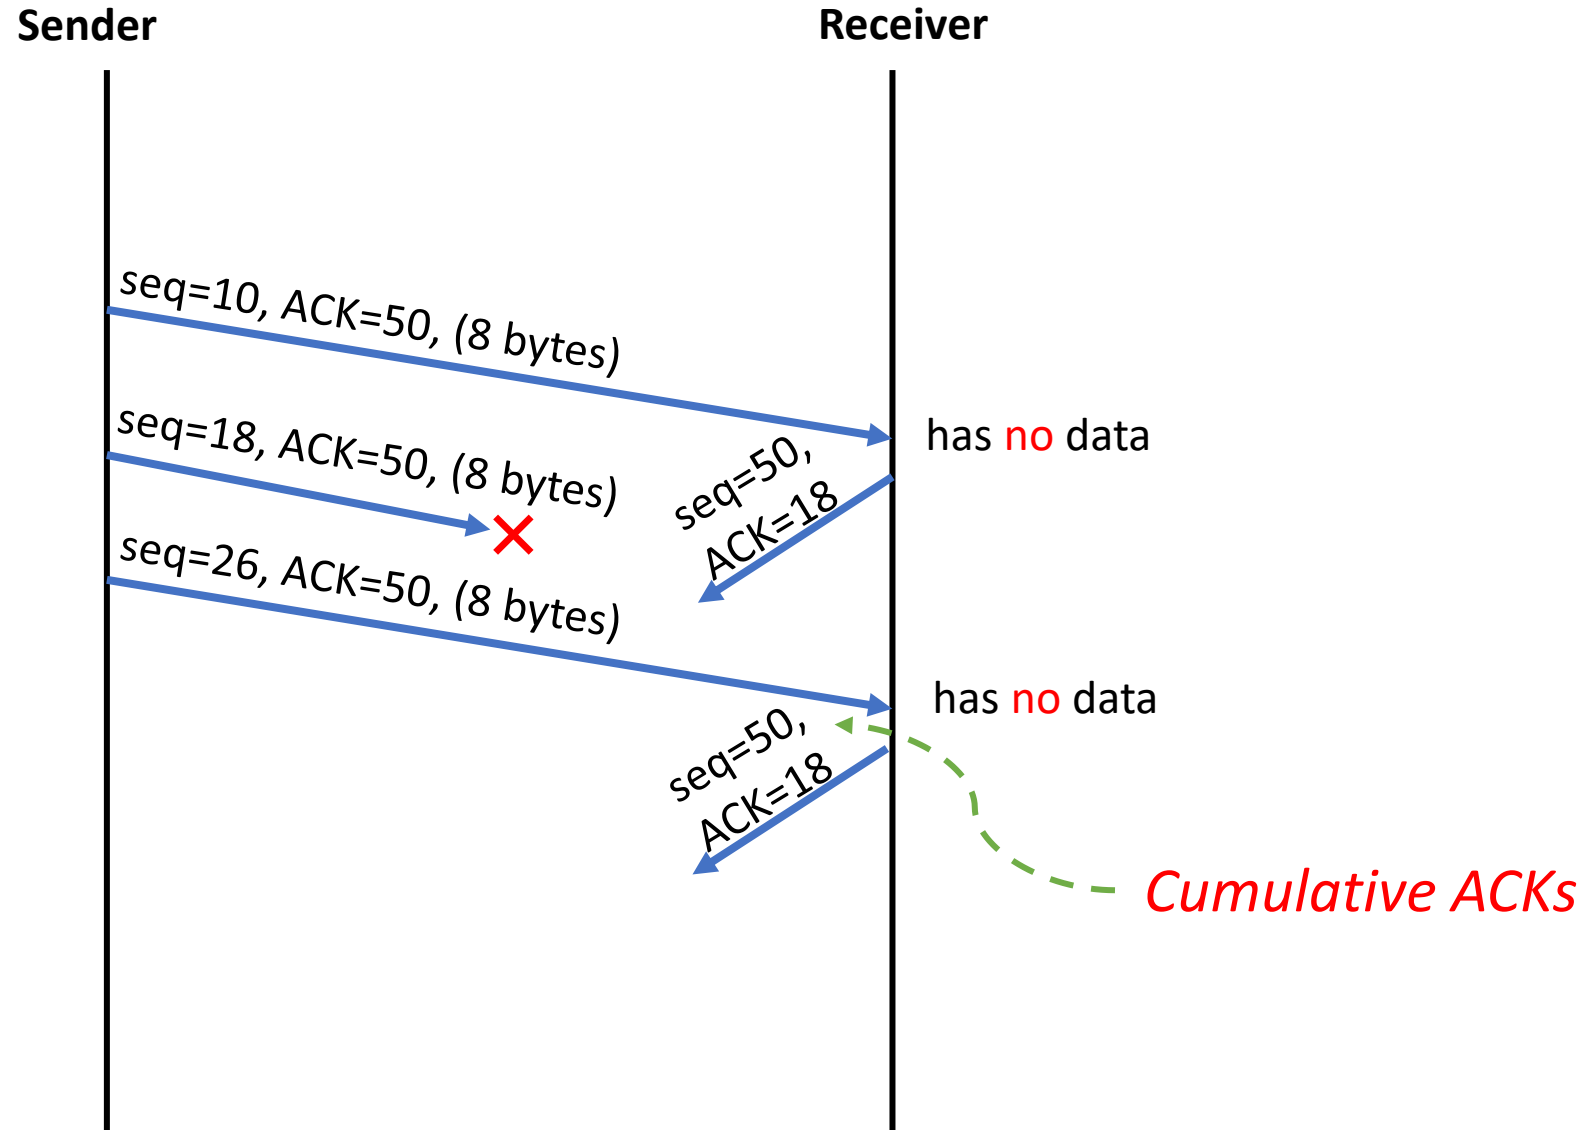 Sender
Receiver
seq=10, ACK=50, (8 bytes)
has no data
seq=18, ACK=50, (8 bytes)
seq=50,
ACK=18
seq=26, ACK=50, (8 bytes)
has no data
seq=50,
ACK=18
Cumulative ACKs